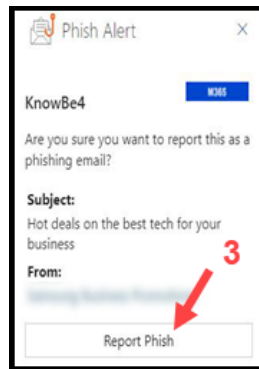 Phish Alert
M365
KnowBe4
Are you sure you want to report this as a
phishing email?
Subject:
Hot deals on the best tech for your
business
3
From:
Report Phish